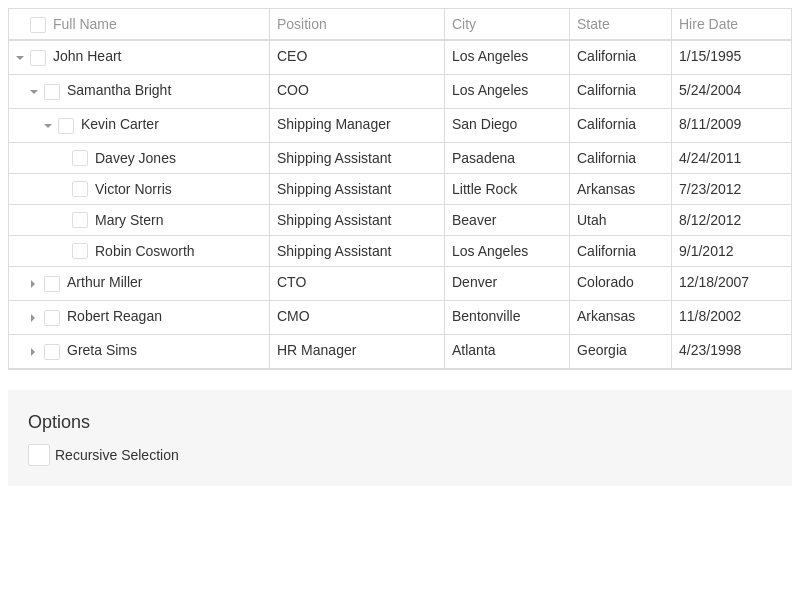 Full Name Position City State Hire Date
John Heart CEO Los Angeles California 1/15/1995
Samantha Bright COO Los Angeles California 5/24/2004
Kevin Carter Shipping Manager San Diego California 8/11/2009
Davey Jones Shipping Assistant Pasadena California 4/24/2011
Victor Norris Shipping Assistant Little Rock Arkansas 7/23/2012
Mary Stern Shipping Assistant Beaver Utah 8/12/2012
Robin Cosworth Shipping Assistant Los Angeles California 9/1/2012
Arthur Miller CTO Denver Colorado 12/18/2007
Robert Reagan CMO Bentonville Arkansas 11/8/2002
Greta Sims HR Manager Atlanta Georgia 4/23/1998
Options
Recursive Selection